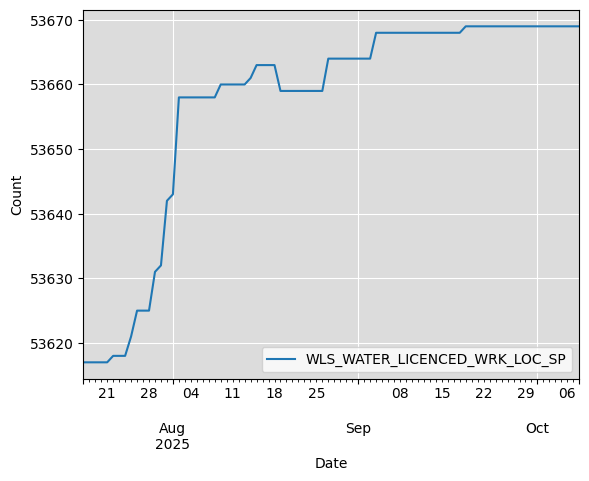 53670
53660
53650
53640
53630
53620
Count
WLS_WATER_LICENCED_WRK_LOC_SP
21 28 04 11 18 25 08 15 22 29 06
Aug Sep Oct
2025
Date